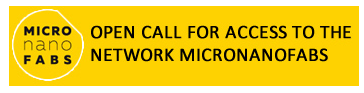 MICRO
nano
FABS
OPEN CALL FOR ACCESS TO THE
NETWORK MICRONANOFABS